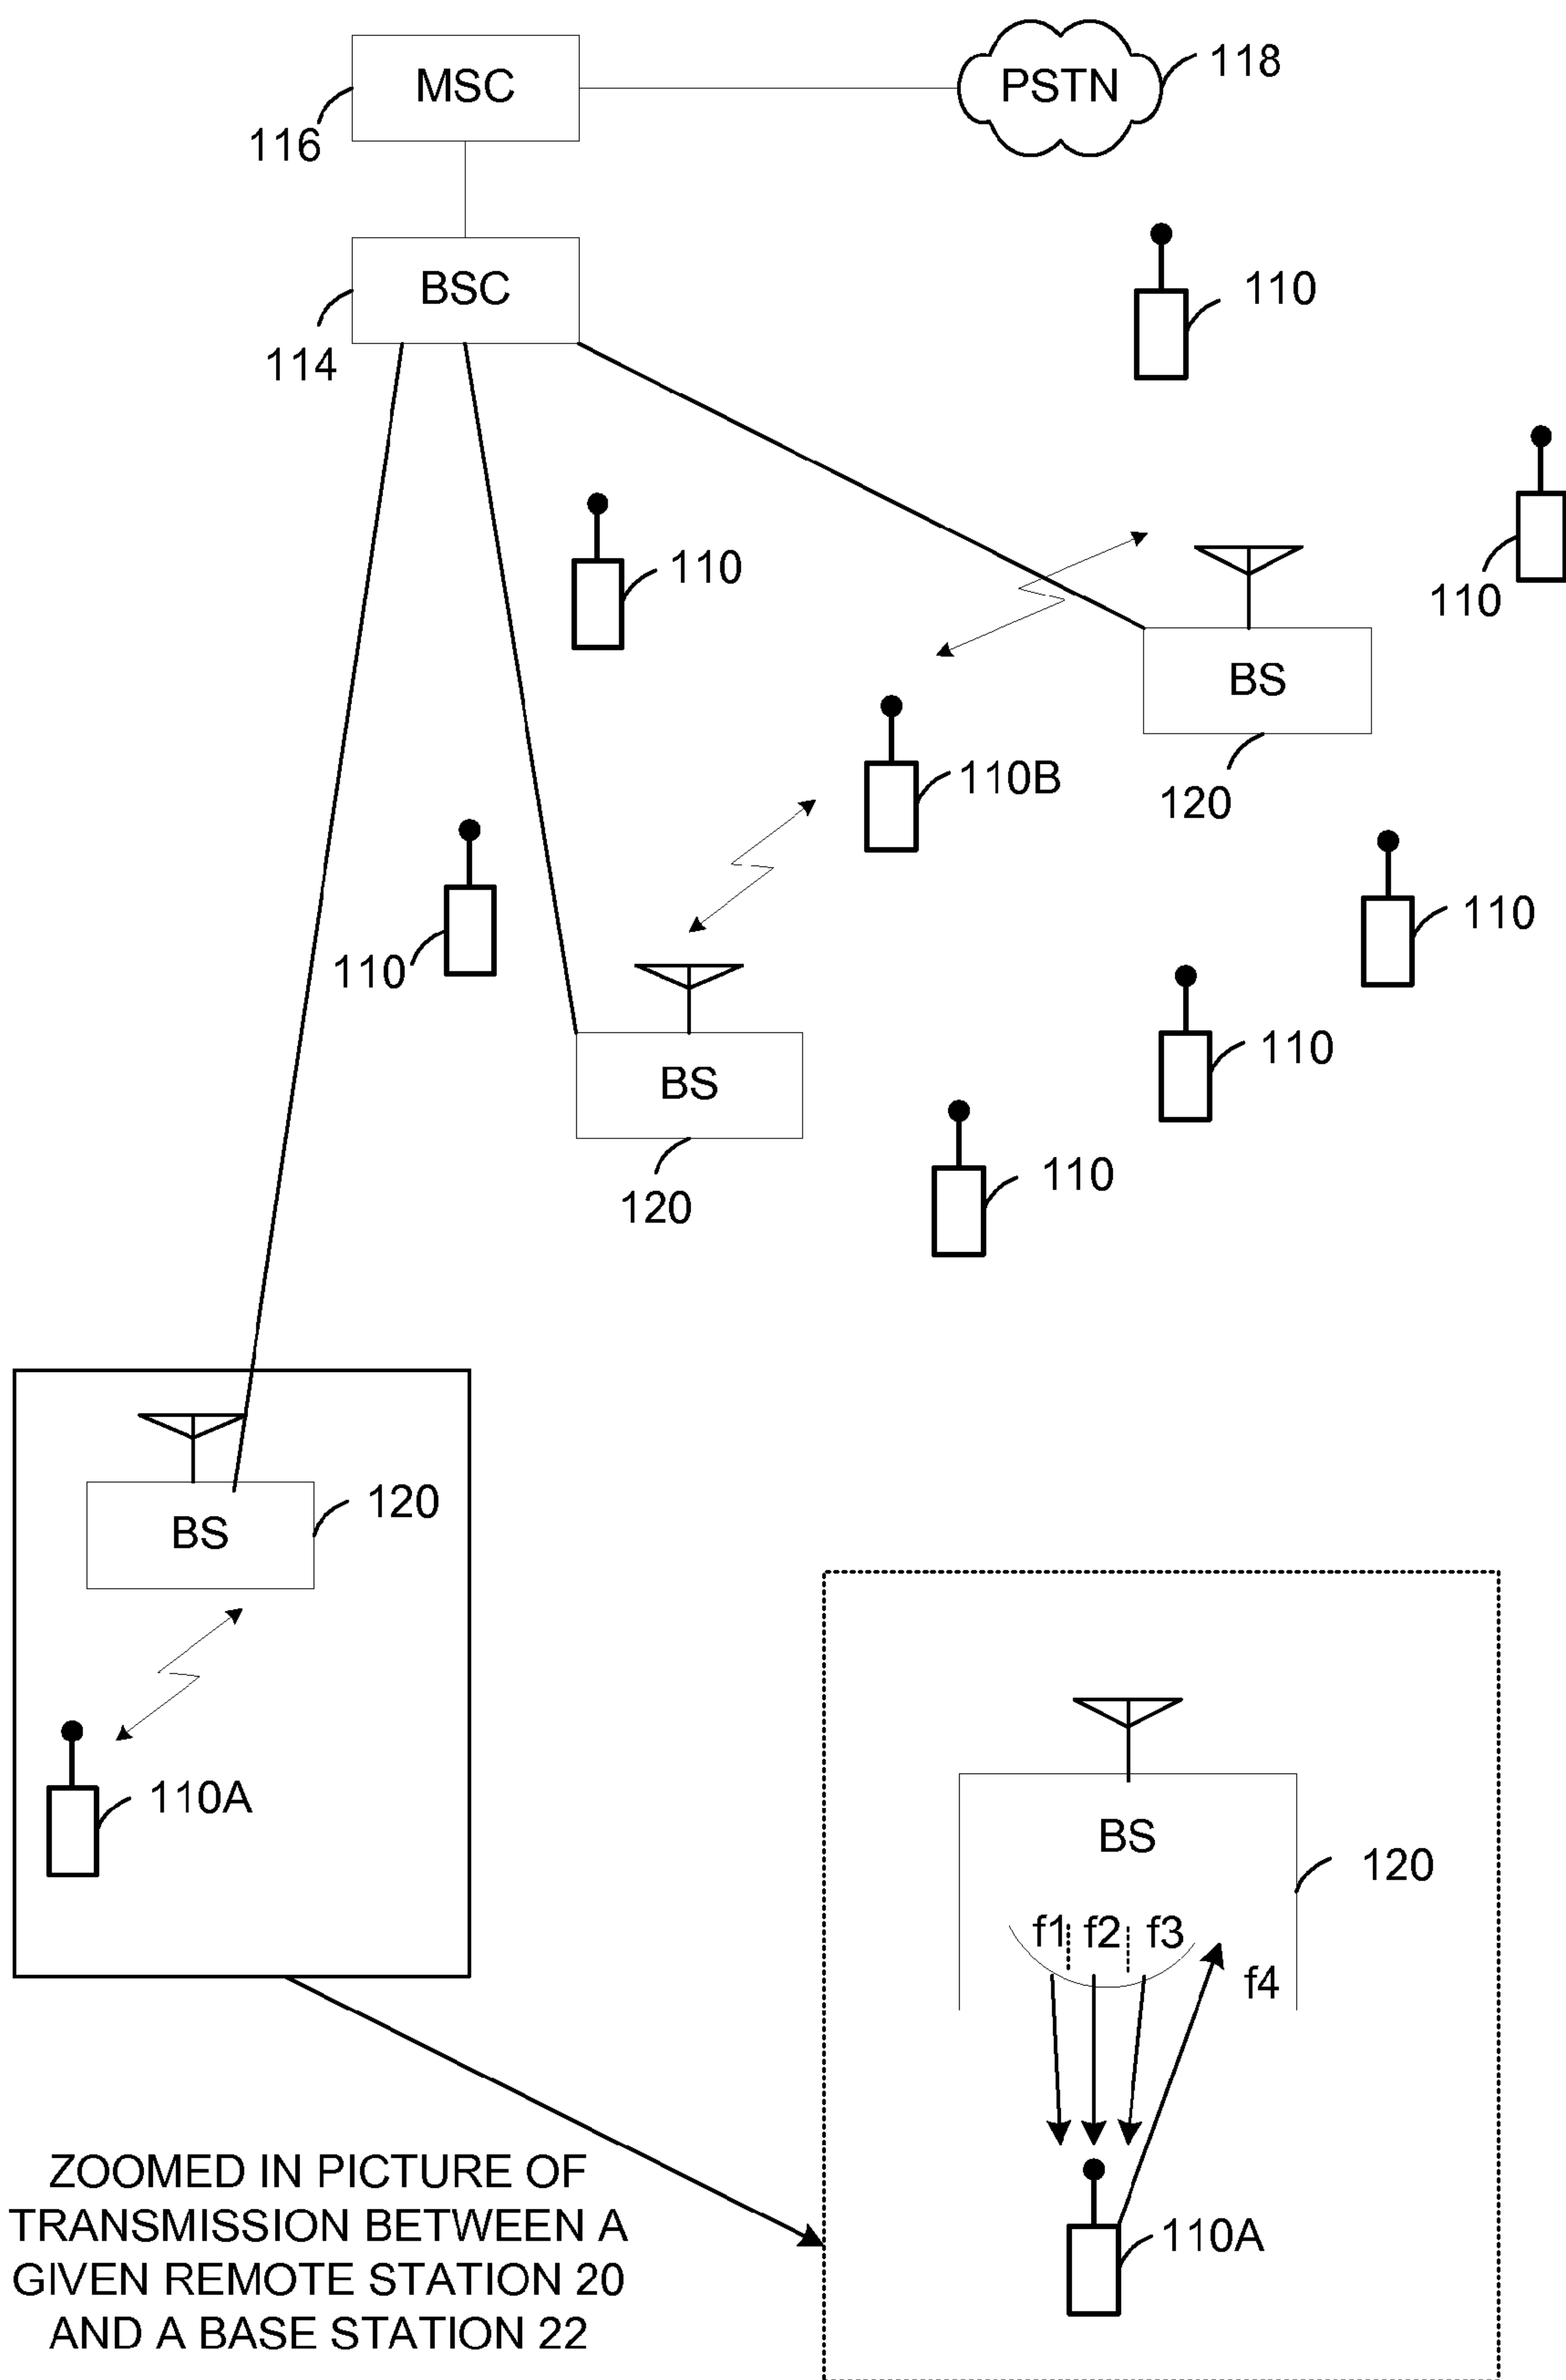 MSC
PSTN
118
116
BSC
110
114
110
110
110
BS
110B
120
110
110
110
BS
110
120
120
BS
110A
BS
120
f1
f2
f3
f4
ZOOMED IN PICTURE OF
TRANSMISSION BETWEEN A
GIVEN REMOTE STATION 20
AND A BASE STATION 22
110A